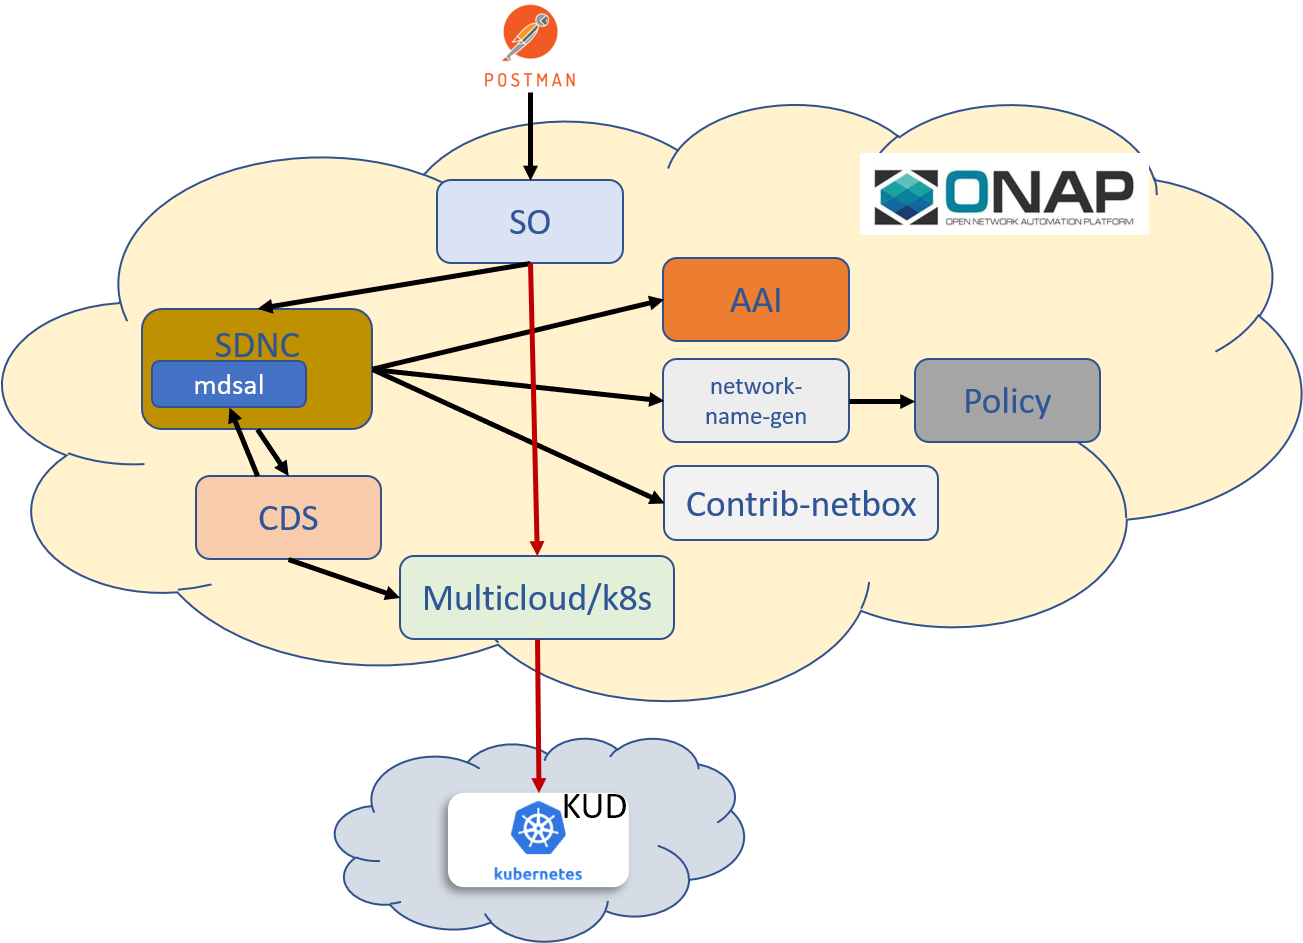 POSTMAN
SO
ONAP
OPEN NETWORK AUTOMATION PLATFORM
AAI
SDNC
mdsal
network-
name-gen
Policy
CDS
Contrib-netbox
Multicloud/k8s
KUD
kubernetes